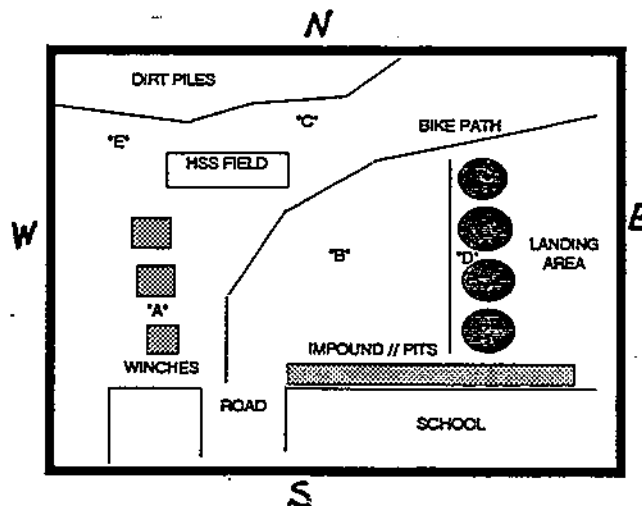 N
DIRT PILES
"C"
"E"
BIKE PATH
HSS FIELD
W
E
"B"
"D"
LANDING
AREA
"A"
WINCHES
IMPOUND // PITS
ROAD
SCHOOL
S